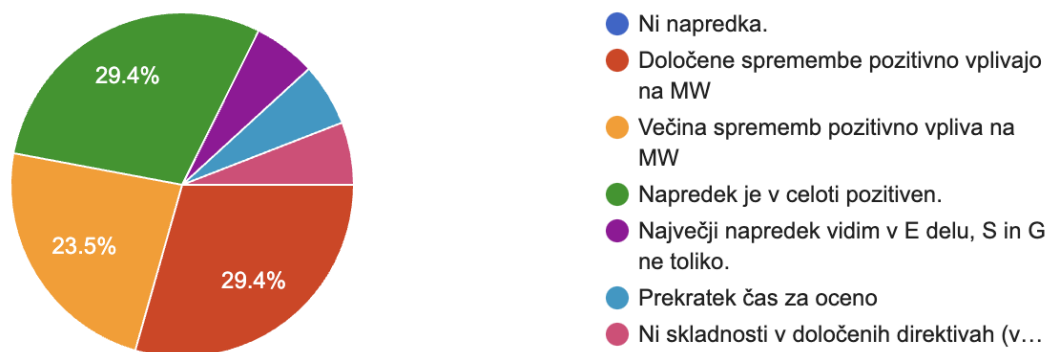 29.4%
23.5%
29.4%
Ni napredka.
Določene spremembe pozitivno vplivajo
na MW
Večina sprememb pozitivno vpliva na
MW
Napredek je v celoti pozitiven.
Največji napredek vidim v E delu, S in G
ne toliko.
Prekratek čas za oceno
Ni skladnosti v določenih direktivah (v…